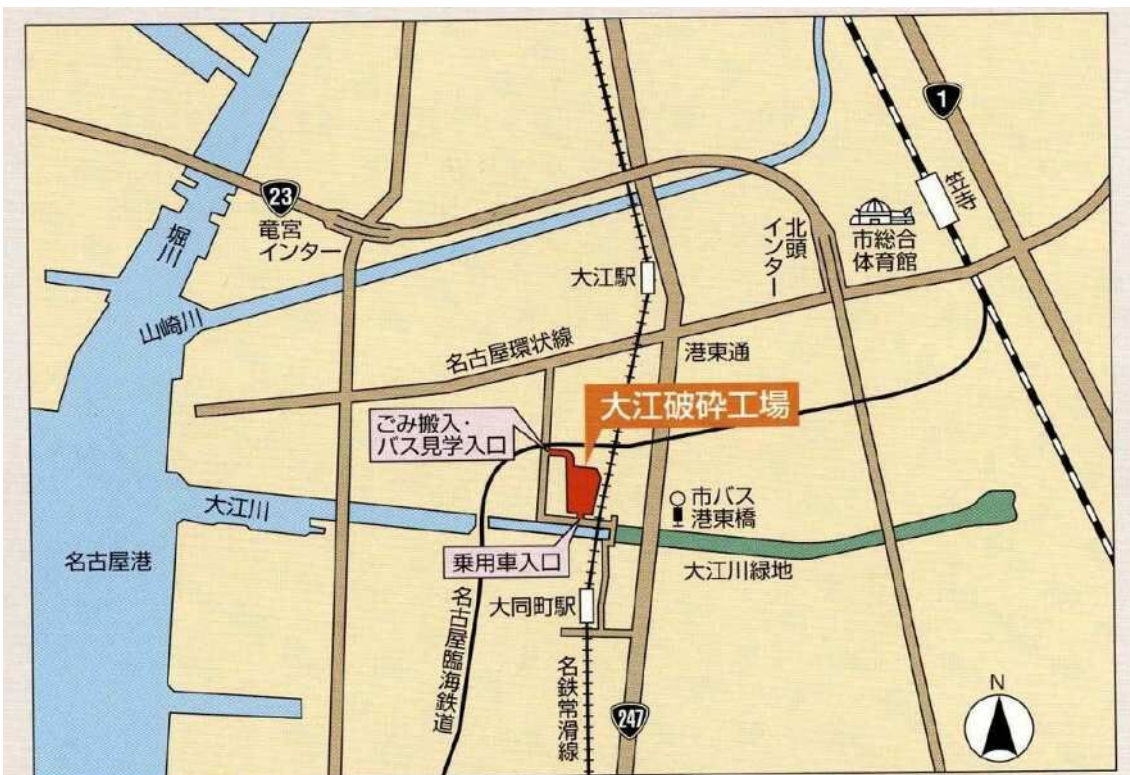 1
23
竜宮
インター
堀川
山崎川
笠寺
市総合
体育館
北頭
インター
大江駅
名古屋環状線
港東通
大江破砕工場
ごみ搬入・
バス見学入口
市バス
港東橋
大江川
名古屋港
乗用車入口
大江川緑地
大同町駅
名古屋臨海鉄道
名鉄常滑線
247
N